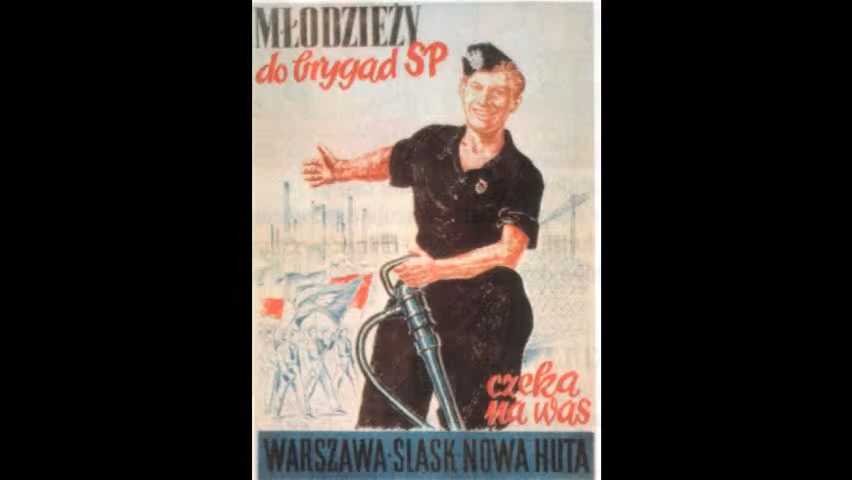 MŁODZIEŻY
do brygad SP
czeka
na was
WARSZAWA·SLASK·NOWA HUTA